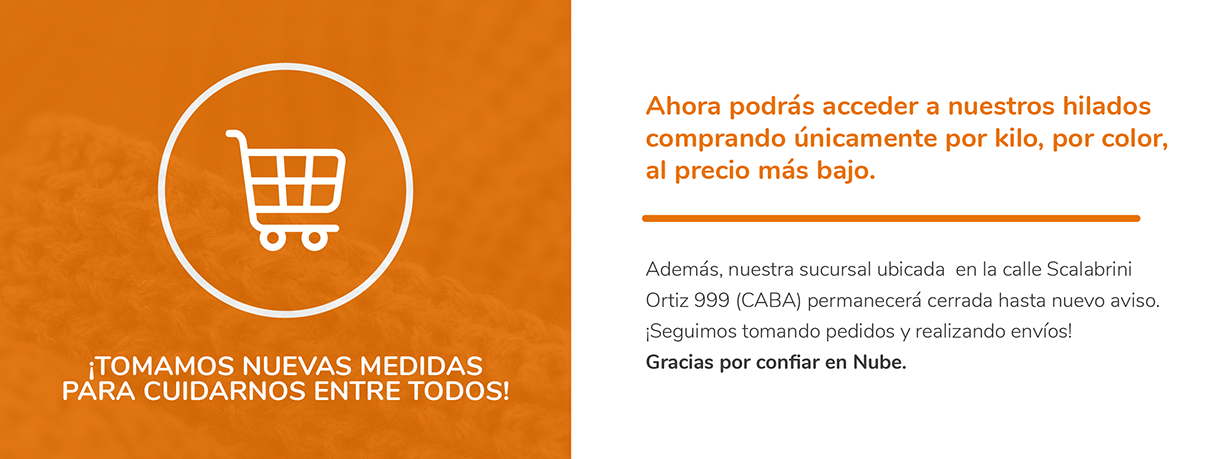 ¡TOMAMOS NUEVAS MEDIDAS
PARA CUIDARNOS ENTRE TODOS!
Ahora podrás acceder a nuestros hilados
comprando únicamente por kilo, por color,
al precio más bajo.
Además, nuestra sucursal ubicada  en la calle Scalabrini
Ortiz 999 (CABA) permanecerá cerrada hasta nuevo aviso.
¡Seguimos tomando pedidos y realizando envíos!
Gracias por confiar en Nube.